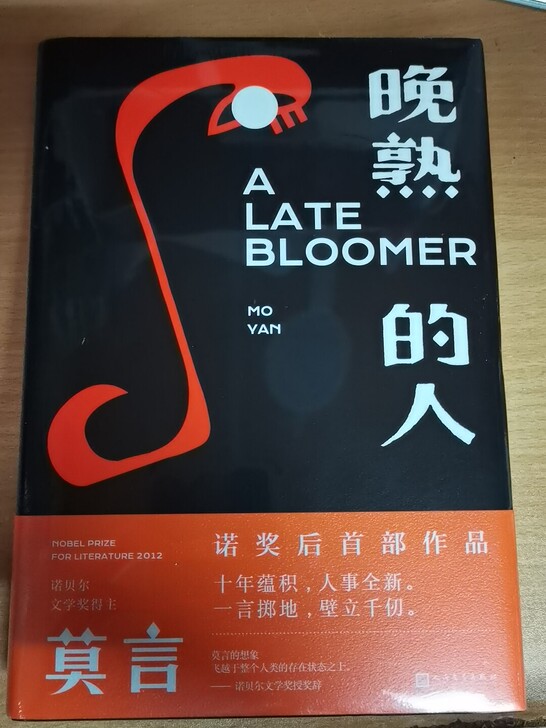 晚熟的人
A
LATE
BLOOMER
MO
YAN
NOBEL PRIZE
FOR LITERATURE 2012
诺贝尔
文学奖得主
莫言
诺奖后首部作品
十年蕴积，人事全新。
一言掷地，壁立千仞。
莫言的想象
飞越于整个人类的存在状态之上。
——诺贝尔文学奖授奖辞